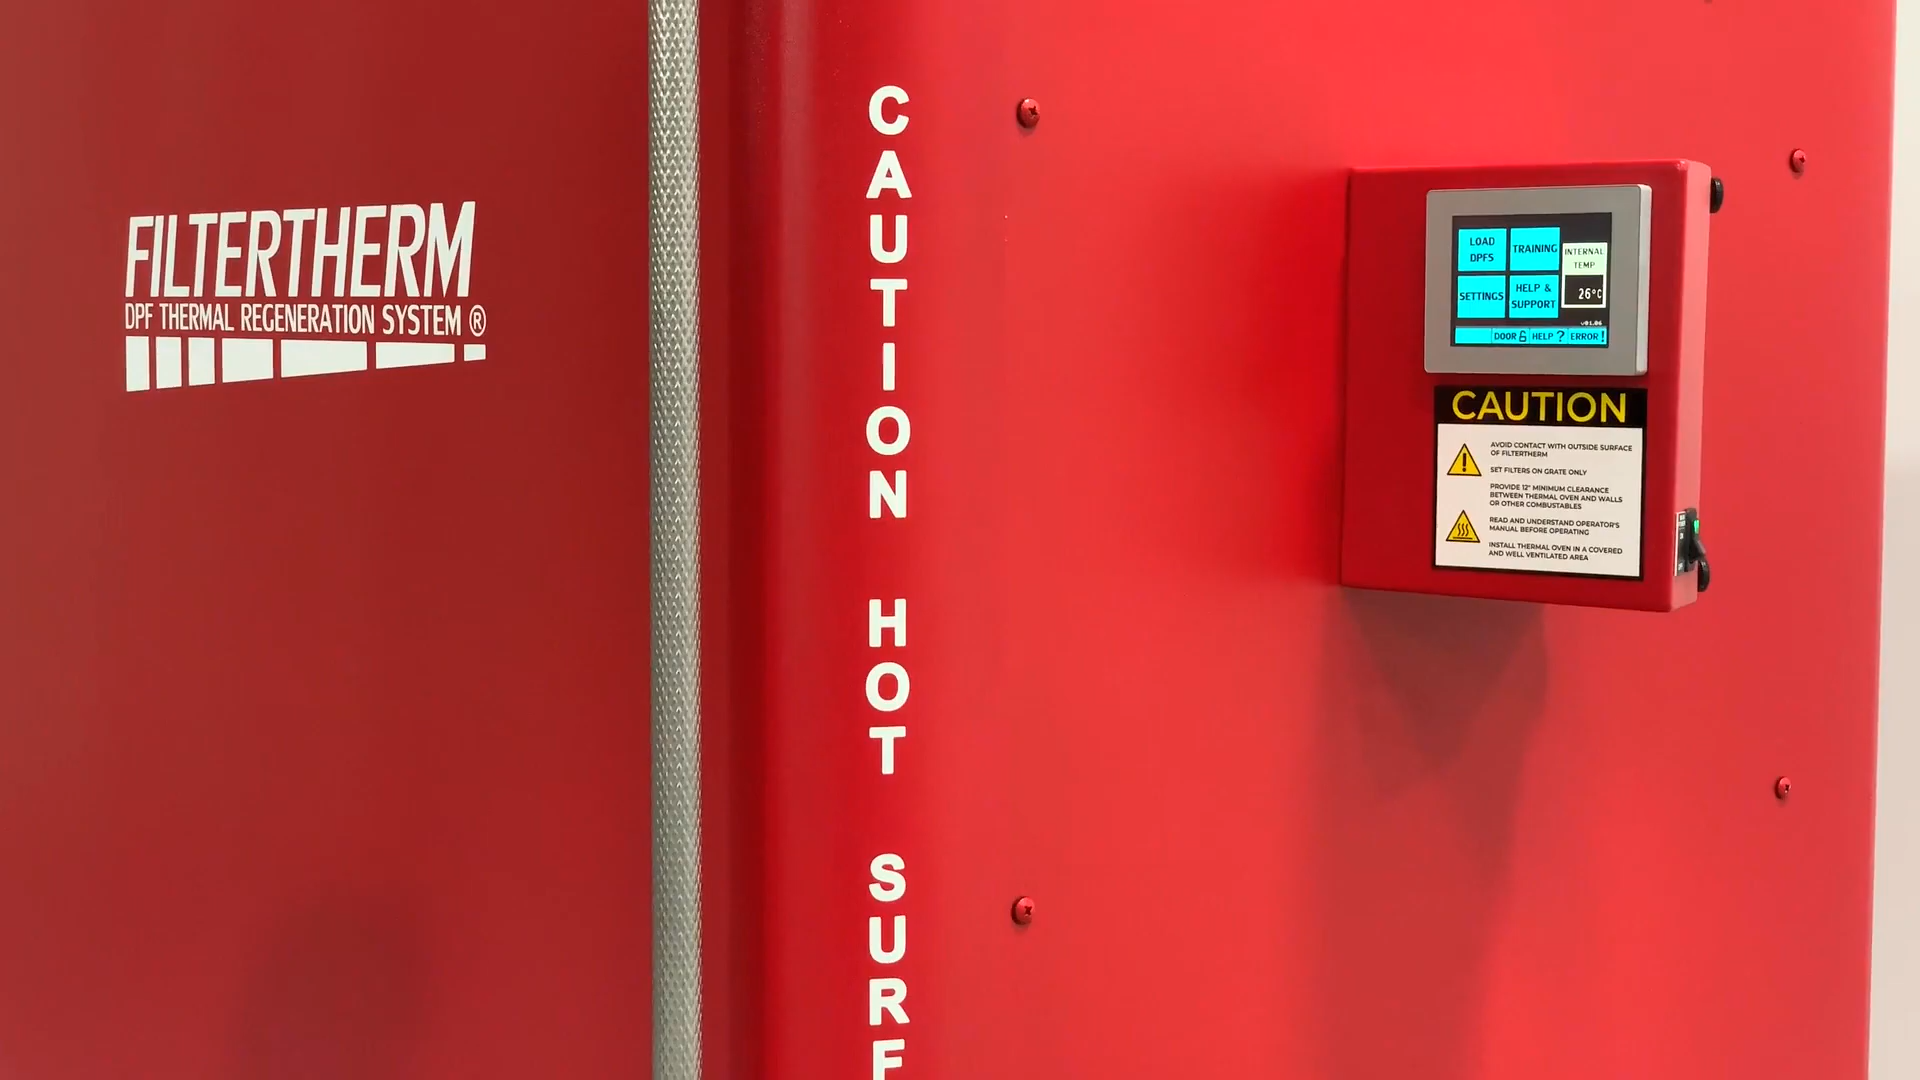 FILTERTHERM
DPF THERMAL REGENERATION SYSTEM ®
CAUTION HOT SURF
LOAD DPFS
TRAINING
INTERNAL TEMP
SETTINGS
HELP & SUPPORT
26°C
v01.06
DOOR HELP ? ERROR !
CAUTION
AVOID CONTACT WITH OUTSIDE SURFACE
OF FILTERTHERM
SET FILTERS ON GRATE ONLY
PROVIDE 12" MINIMUM CLEARANCE
BETWEEN THERMAL OVEN AND WALLS
OR OTHER COMBUSTABLES
READ AND UNDERSTAND OPERATOR'S
MANUAL BEFORE OPERATING
INSTALL THERMAL OVEN IN A COVERED
AND WELL VENTILATED AREA